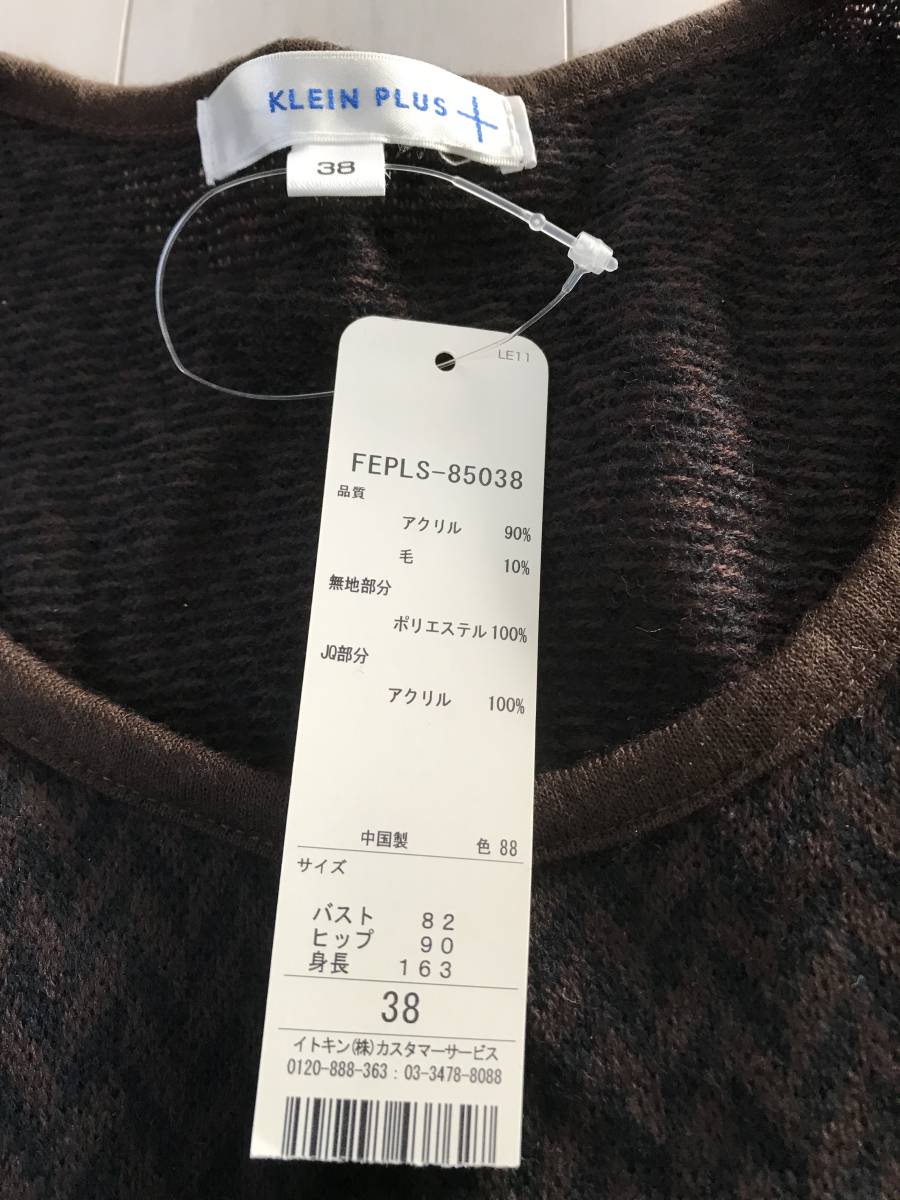 KLEIN PLUS
38
LE11
FEPLS-85038
品質
アクリル 90%
毛 10%
無地部分
ポリエステル 100%
JQ部分
アクリル 100%
中国製 色 88
サイズ
バスト 82
ヒップ 90
身長 163
38
イトキン(株)カスタマーサービス
0120-888-363 : 03-3478-8088